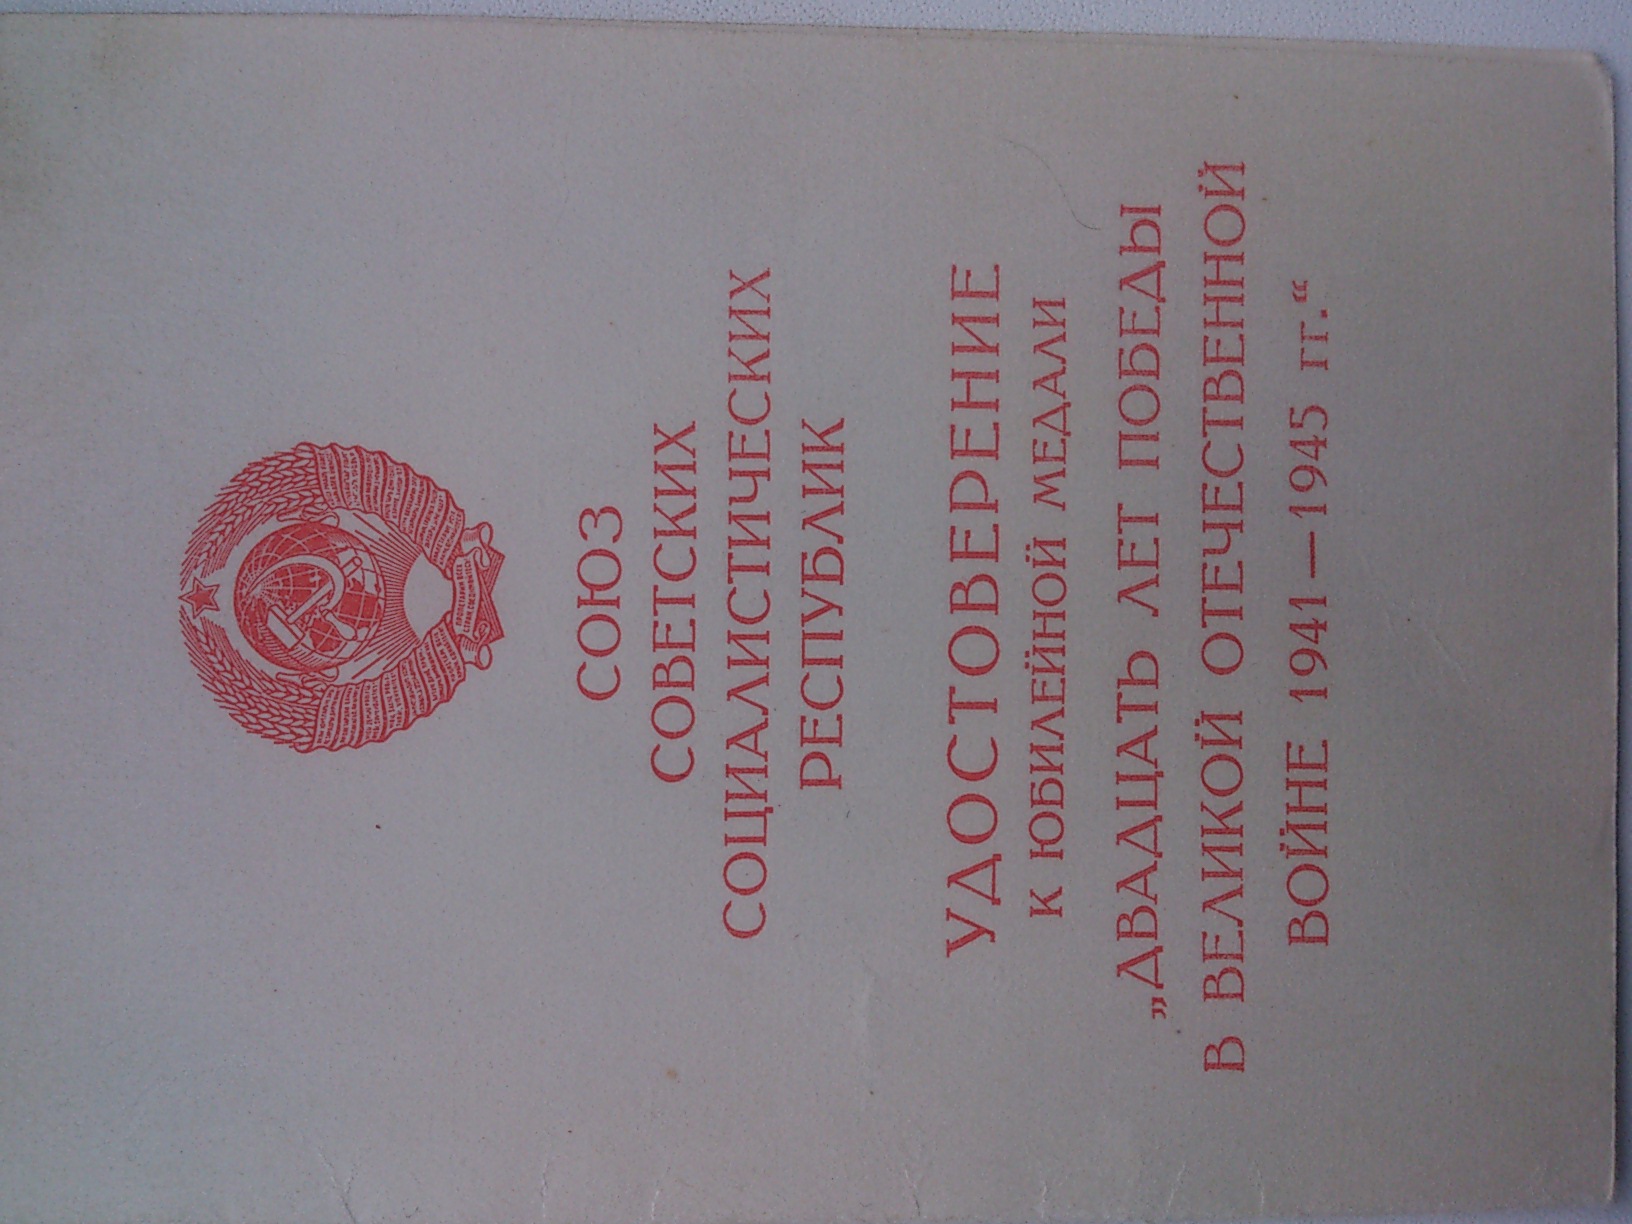 СОЮЗ
СОВЕТСКИХ
СОЦИАЛИСТИЧЕСКИХ
РЕСПУБЛИК
УДОСТОВЕРЕНИЕ
К ЮБИЛЕЙНОЙ МЕДАЛИ
„ДВАДЦАТЬ ЛЕТ ПОБЕДЫ
В ВЕЛИКОЙ ОТЕЧЕСТВЕННОЙ
ВОЙНЕ 1941—1945 гг.“